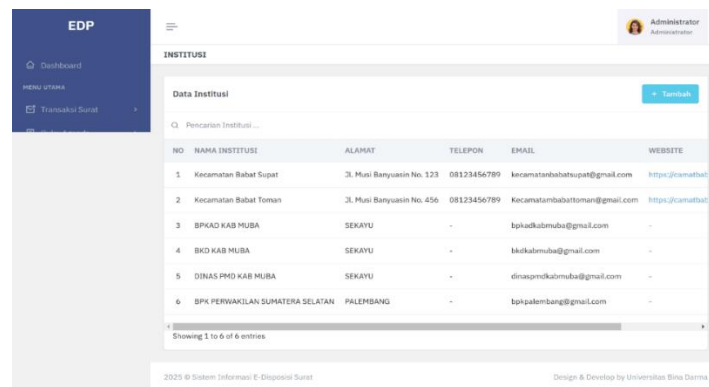 EDP
Administrator
Administrator
INSTITUSI
Dashboard
MENU UTAMA
Transaksi Surat
Data Institusi
+ Tambah
Pencarian Institusi ...
NO NAMA INSTITUSI ALAMAT TELEPON EMAIL WEBSITE
1 Kecamatan Babat Supat Jl. Musi Banyuasin No. 123 08123456789 kecamatanbabatsupat@gmail.com https://camatbat
2 Kecamatan Babat Toman Jl. Musi Banyuasin No. 456 08123456789 Kecamatambabattoman@gmail.com https://camatbat
3 BPKAD KAB MUBA SEKAYU - bpkadkabmuba@gmail.com -
4 BKD KAB MUBA SEKAYU - bkdkabmuba@gmail.com -
5 DINAS PMD KAB MUBA SEKAYU - dinaspmdkabmuba@gmail.com -
6 BPK PERWAKILAN SUMATERA SELATAN PALEMBANG - bpkpalembang@gmail.com -
Showing 1 to 6 of 6 entries
2025 © Sistem Informasi E-Disposisi Surat
Design & Develop by Universitas Bina Darma